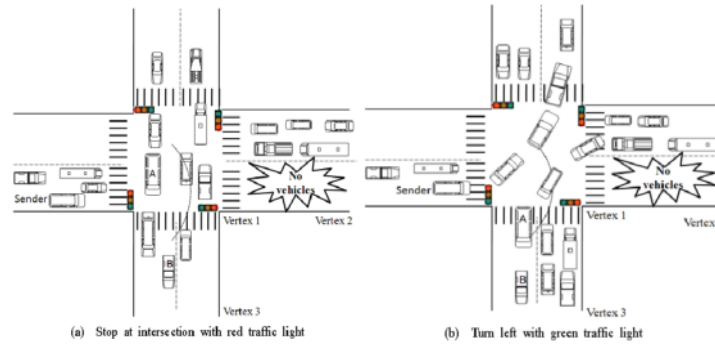 No
vehicles
A
Sender
Vertex 1
Vertex 2
B
Vertex 3
(a) Stop at intersection with red traffic light
No
vehicles
Sender
A
Vertex 1
Vertex
B
Vertex 3
(b) Turn left with green traffic light